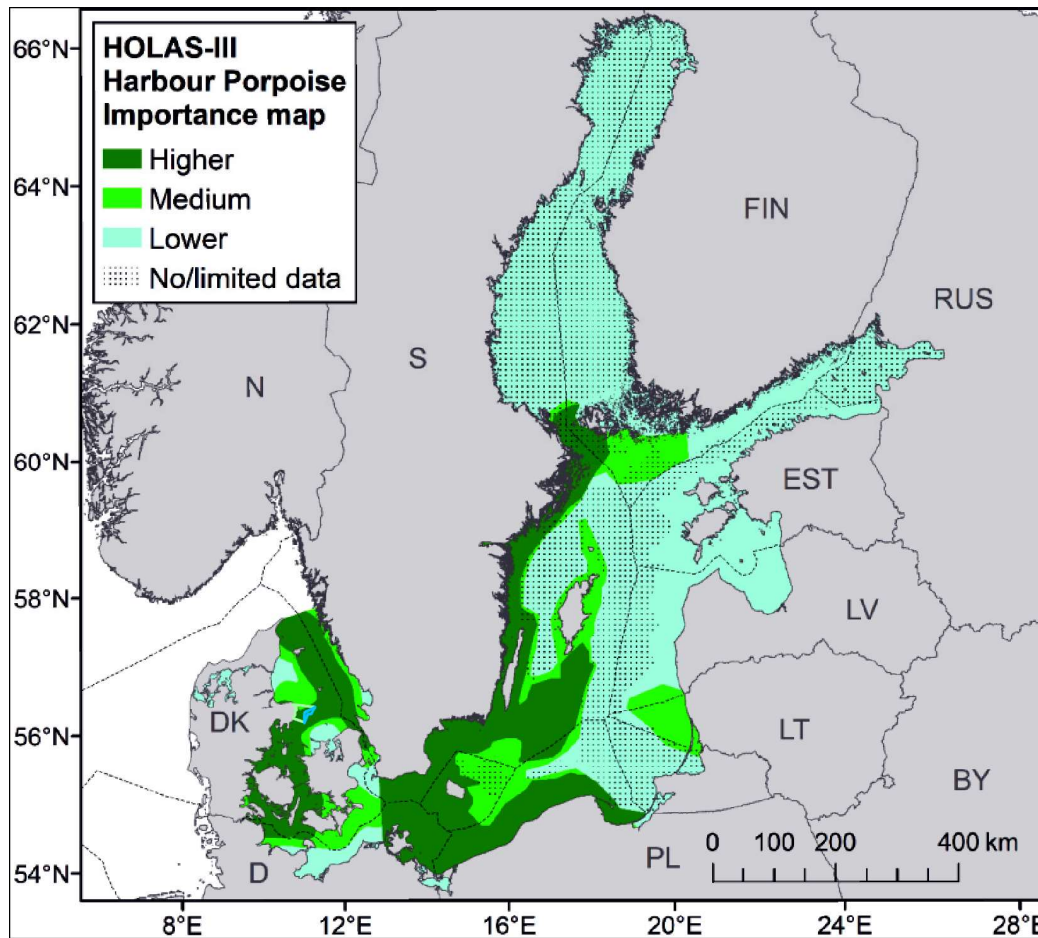 66°N
64°N
62°N
60°N
58°N
56°N
54°N
HOLAS-III
Harbour Porpoise
Importance map
Higher
Medium
Lower
No/limited data
FIN
RUS
S
N
EST
LV
DK
LT
BY
D
PL
0 100 200 400 km
8°E 12°E 16°E 20°E 24°E 28°E